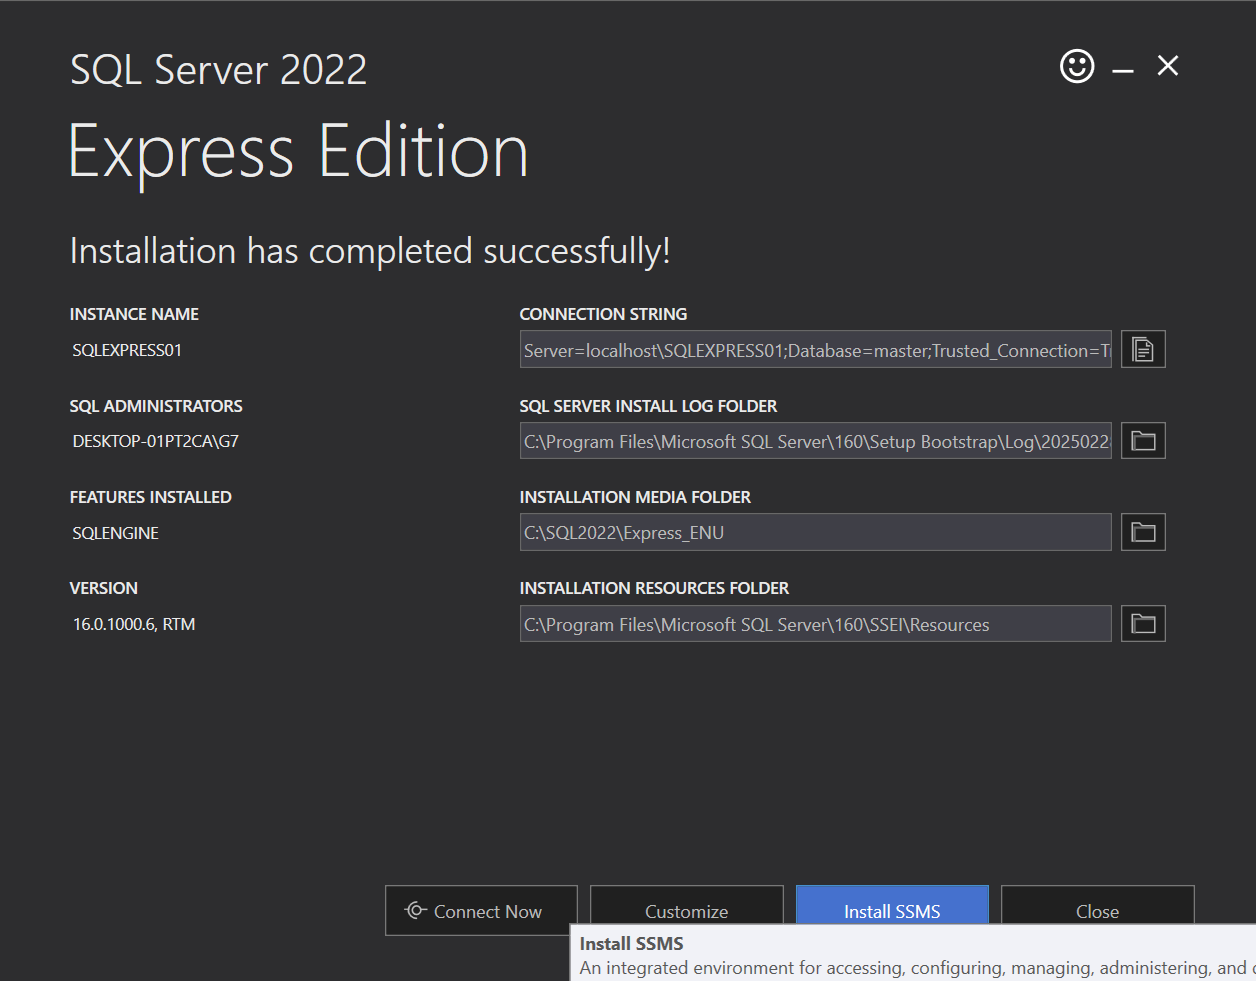 SQL Server 2022
Express Edition
Installation has completed successfully!
INSTANCE NAME
SQLEXPRESS01
CONNECTION STRING
Server=localhost\SQLEXPRESS01;Database=master;Trusted_Connection=T
SQL ADMINISTRATORS
DESKTOP-01PT2CA\G7
SQL SERVER INSTALL LOG FOLDER
C:\Program Files\Microsoft SQL Server\160\Setup Bootstrap\Log\2025022
FEATURES INSTALLED
SQLENGINE
INSTALLATION MEDIA FOLDER
C:\SQL2022\Express_ENU
VERSION
16.0.1000.6, RTM
INSTALLATION RESOURCES FOLDER
C:\Program Files\Microsoft SQL Server\160\SSEI\Resources
Connect Now
Customize
Install SSMS
Close
Install SSMS
An integrated environment for accessing, configuring, managing, administering, and